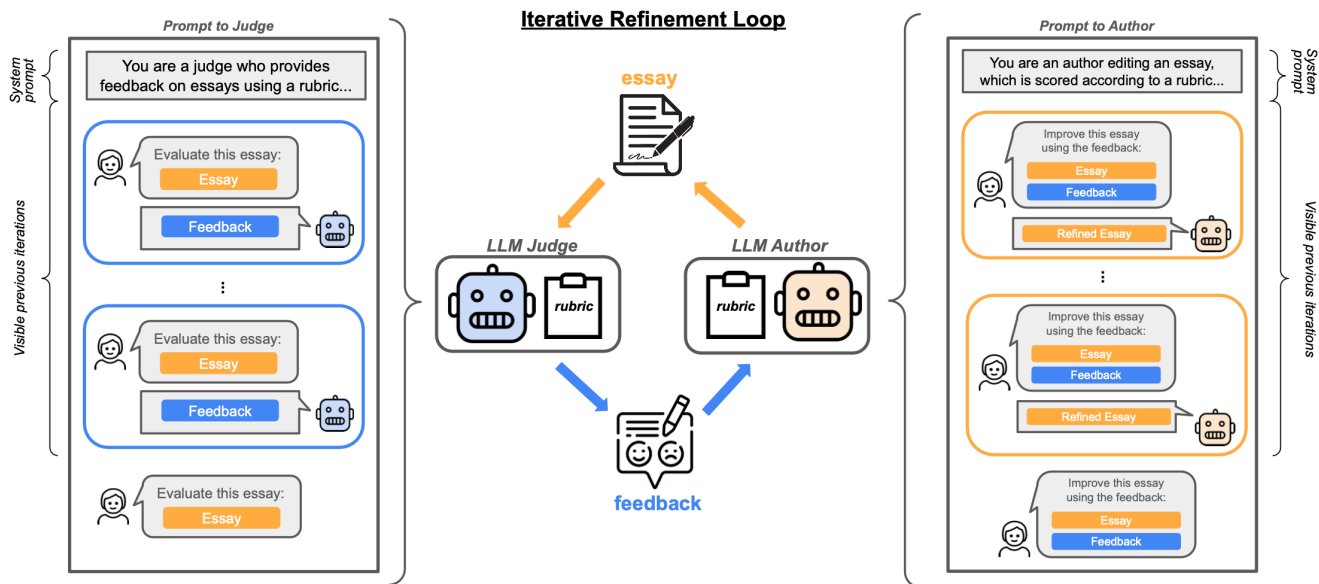 Iterative Refinement Loop
Prompt to Judge
System
prompt
You are a judge who provides
feedback on essays using a rubric...
Visible previous iterations
Evaluate this essay:
Essay
Feedback
...
Evaluate this essay:
Essay
Feedback
Evaluate this essay:
Essay
essay
LLM Judge
rubric
LLM Author
rubric
feedback
Prompt to Author
You are an author editing an essay,
which is scored according to a rubric...
System
prompt
Improve this essay
using the feedback:
Essay
Feedback
Refined Essay
...
Improve this essay
using the feedback:
Essay
Feedback
Refined Essay
Visible previous iterations
Improve this essay
using the feedback:
Essay
Feedback